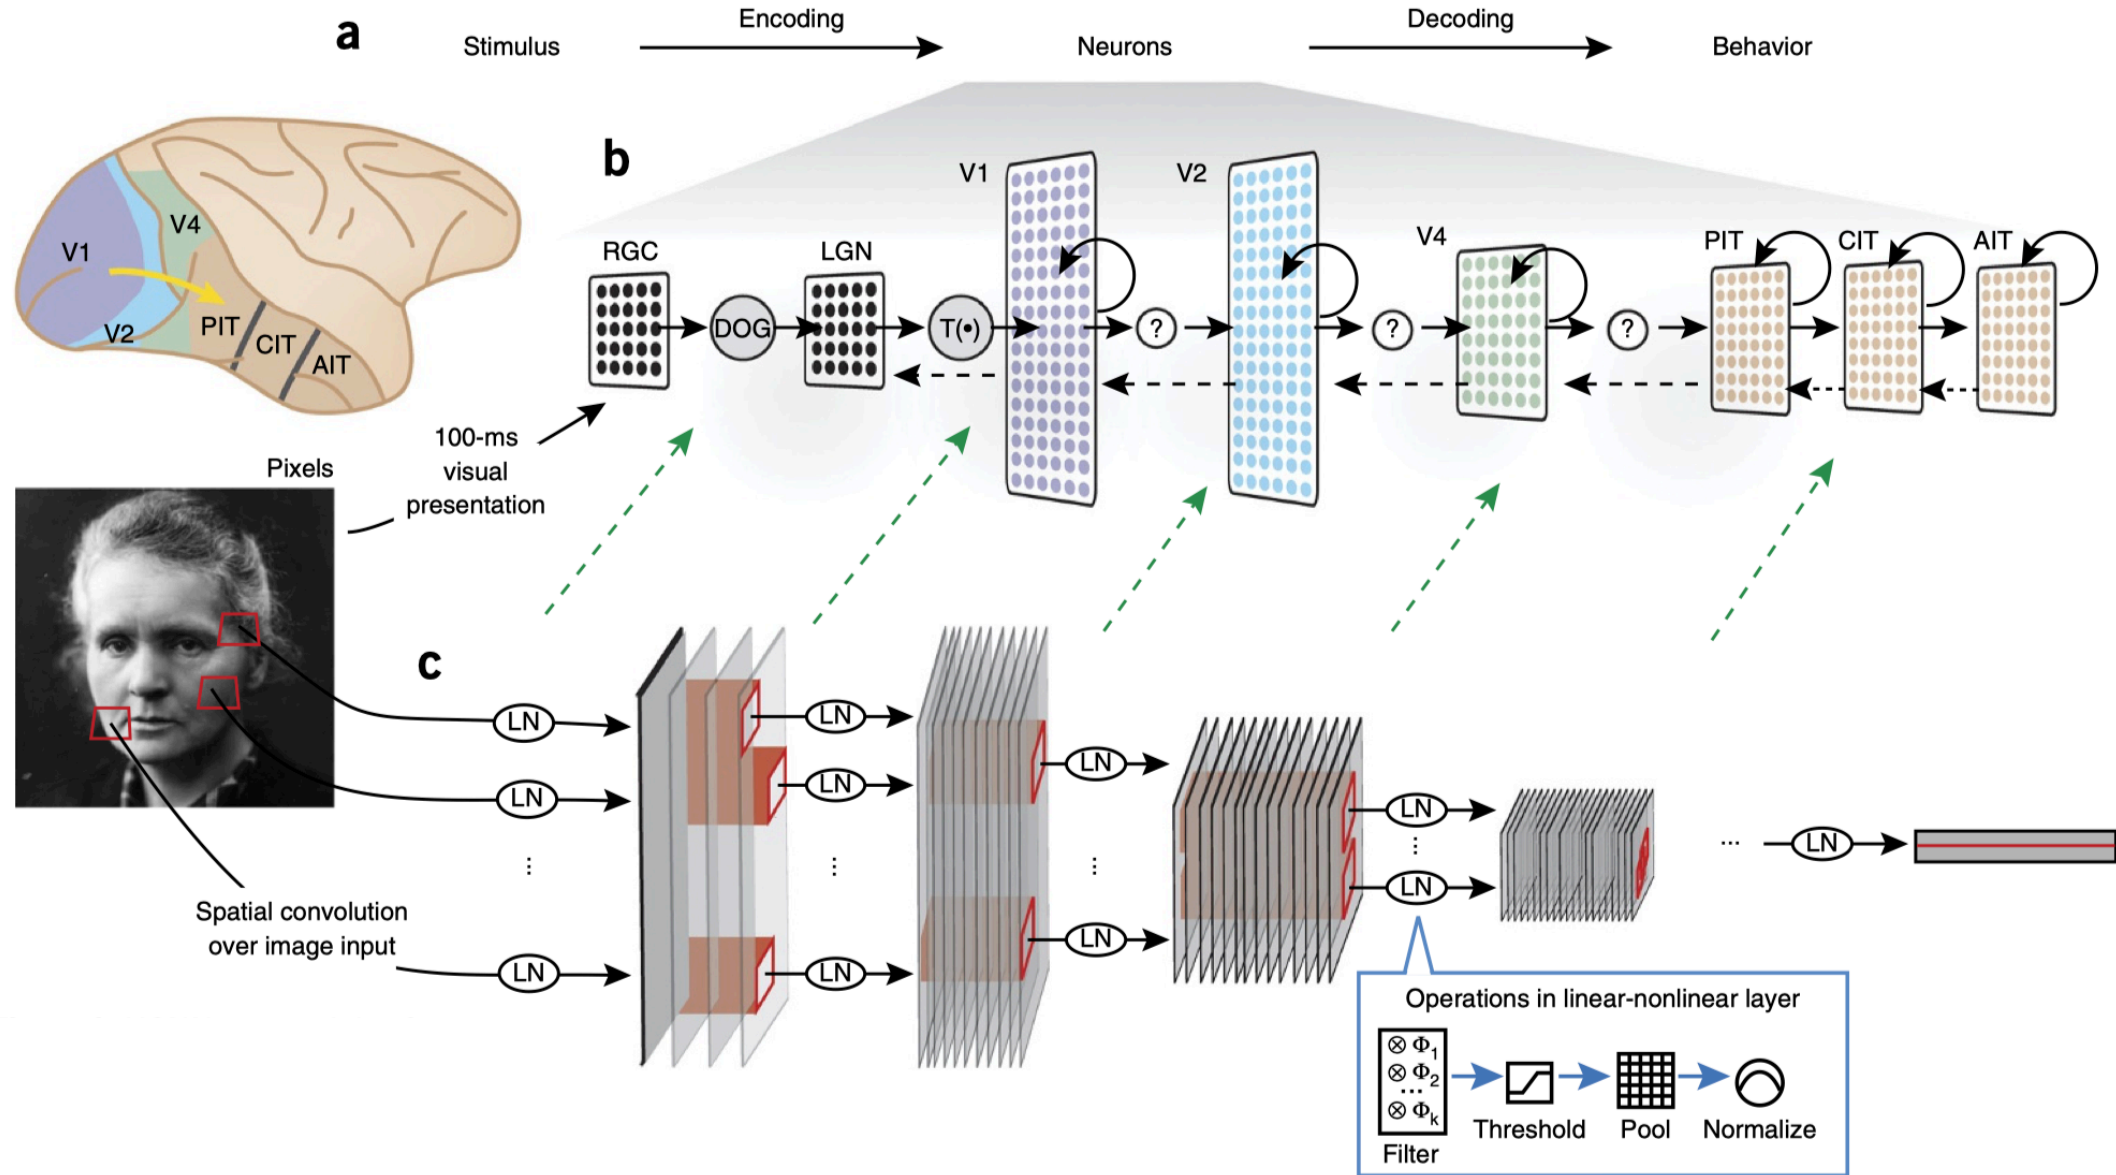 a
Stimulus
Encoding
Neurons
Decoding
Behavior
V1
V2
V4
PIT
CIT
AIT
b
RGC
DOG
LGN
T(•)
V1
?
V2
?
V4
?
PIT
CIT
AIT
100-ms
visual
presentation
Pixels
c
LN
LN
...
LN
Spatial convolution
over image input
LN
LN
...
LN
LN
...
LN
LN
...
LN
...
LN
Operations in linear-nonlinear layer
⊗ Φ1
⊗ Φ2
...
⊗ Φk
Filter
Threshold
Pool
Normalize